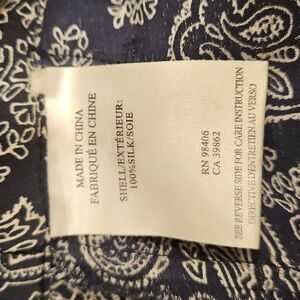 MADE IN CHINA
FABRIQUÉ EN CHINE
SHELL/EXTÉRIEUR:
100%SILK/SOIE
RN 98406
CA 39862
SEE REVERSE SIDE FOR CARE INSTRUCTION
DIRECTIVE D'ENTRETIEN AU VERSO